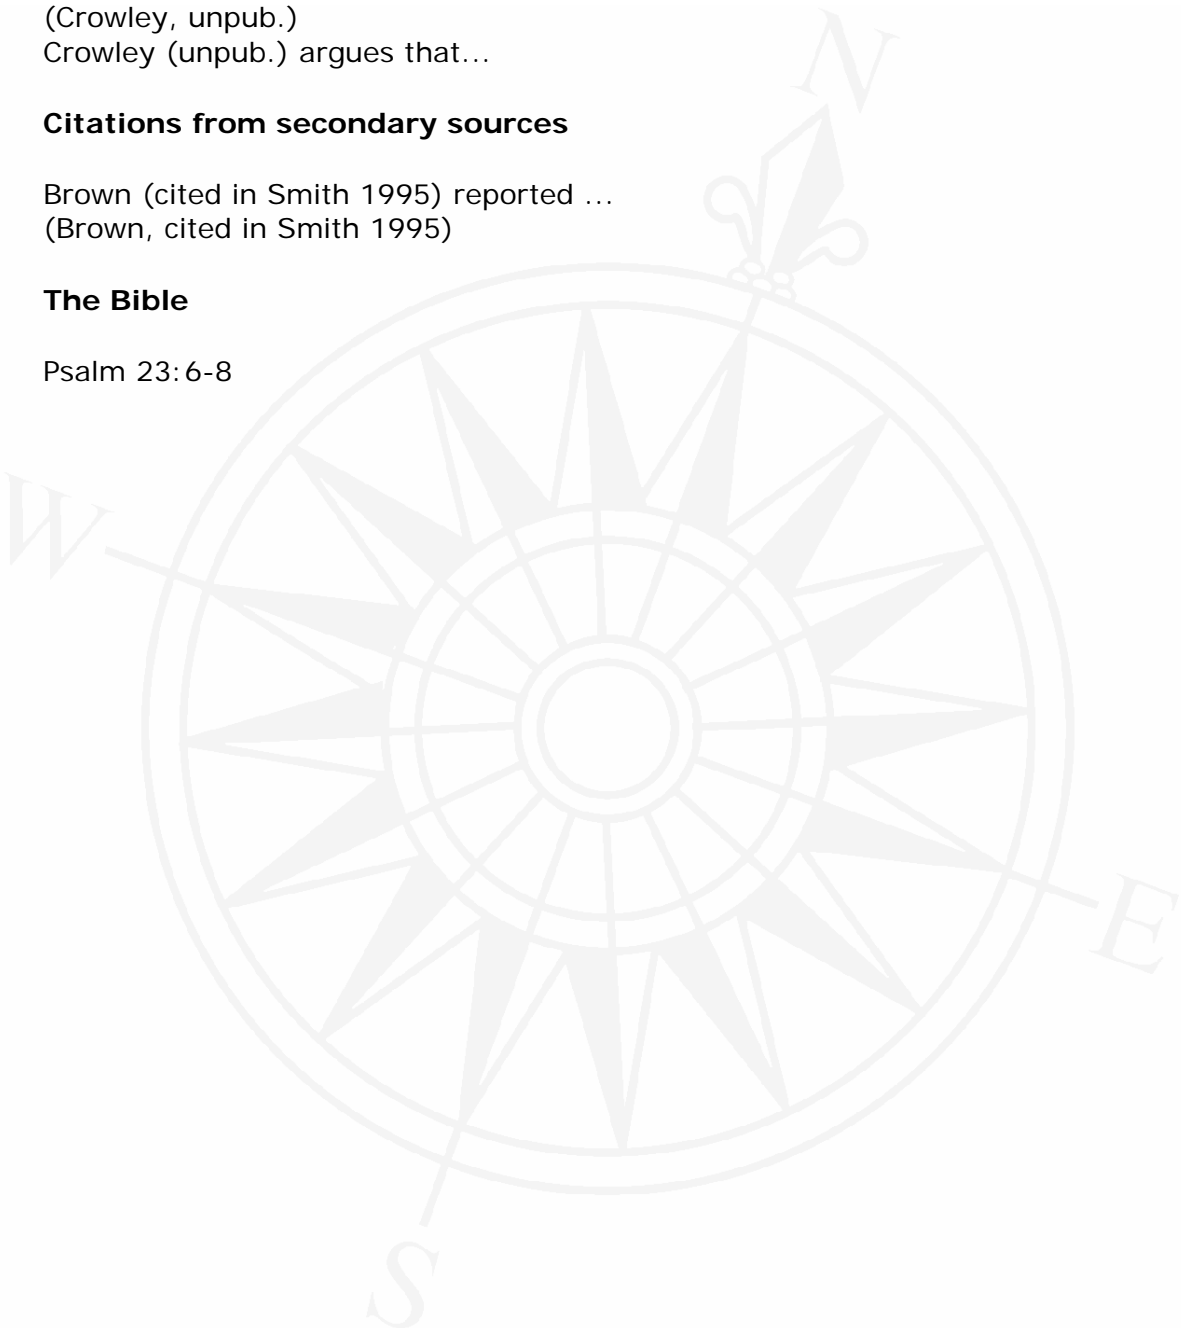 (Crowley, unpub.)
Crowley (unpub.) argues that…
Citations from secondary sources
Brown (cited in Smith 1995) reported …
(Brown, cited in Smith 1995)
The Bible
Psalm 23:6-8
N
W
E
S